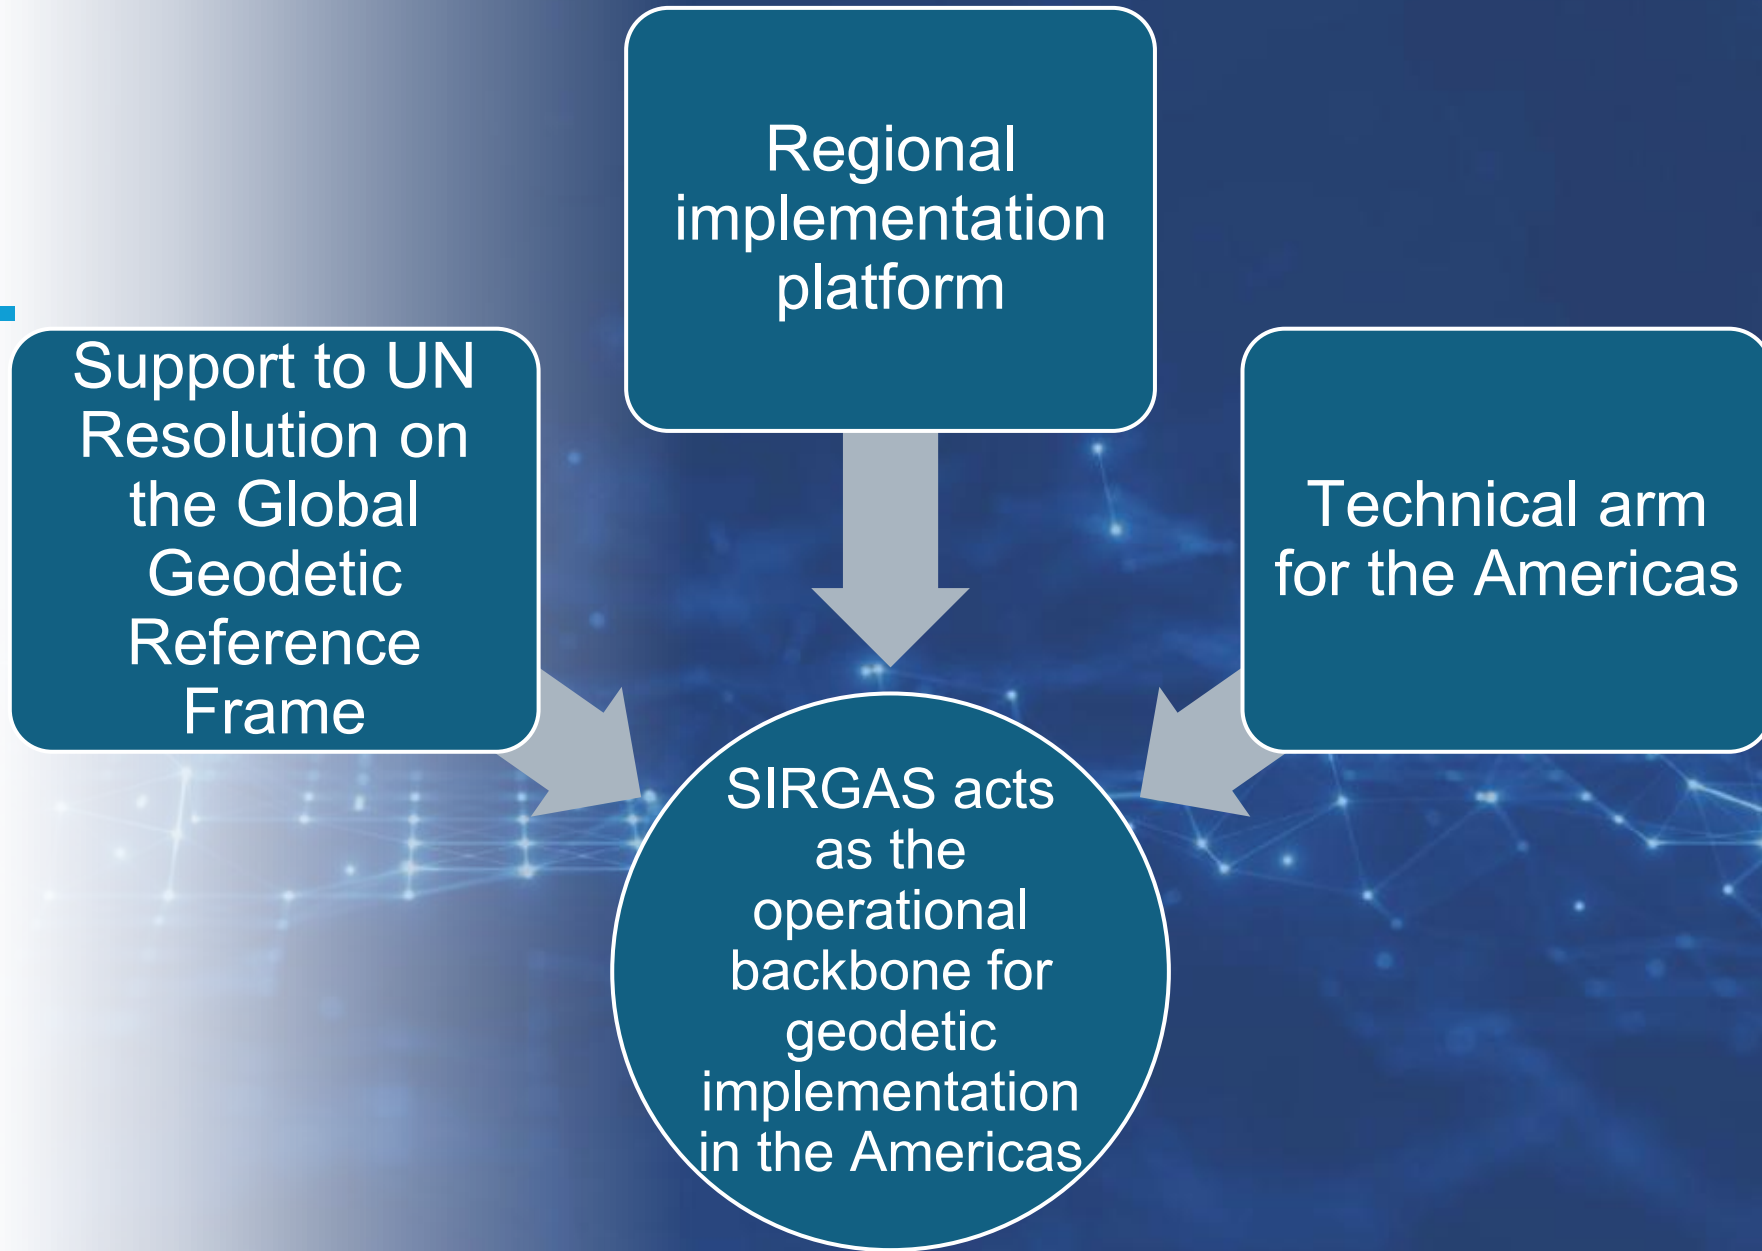 Regional
implementation
platform
Support to UN
Resolution on
the Global
Geodetic
Reference
Frame
Technical arm
for the Americas
SIRGAS acts
as the
operational
backbone for
geodetic
implementation
in the Americas